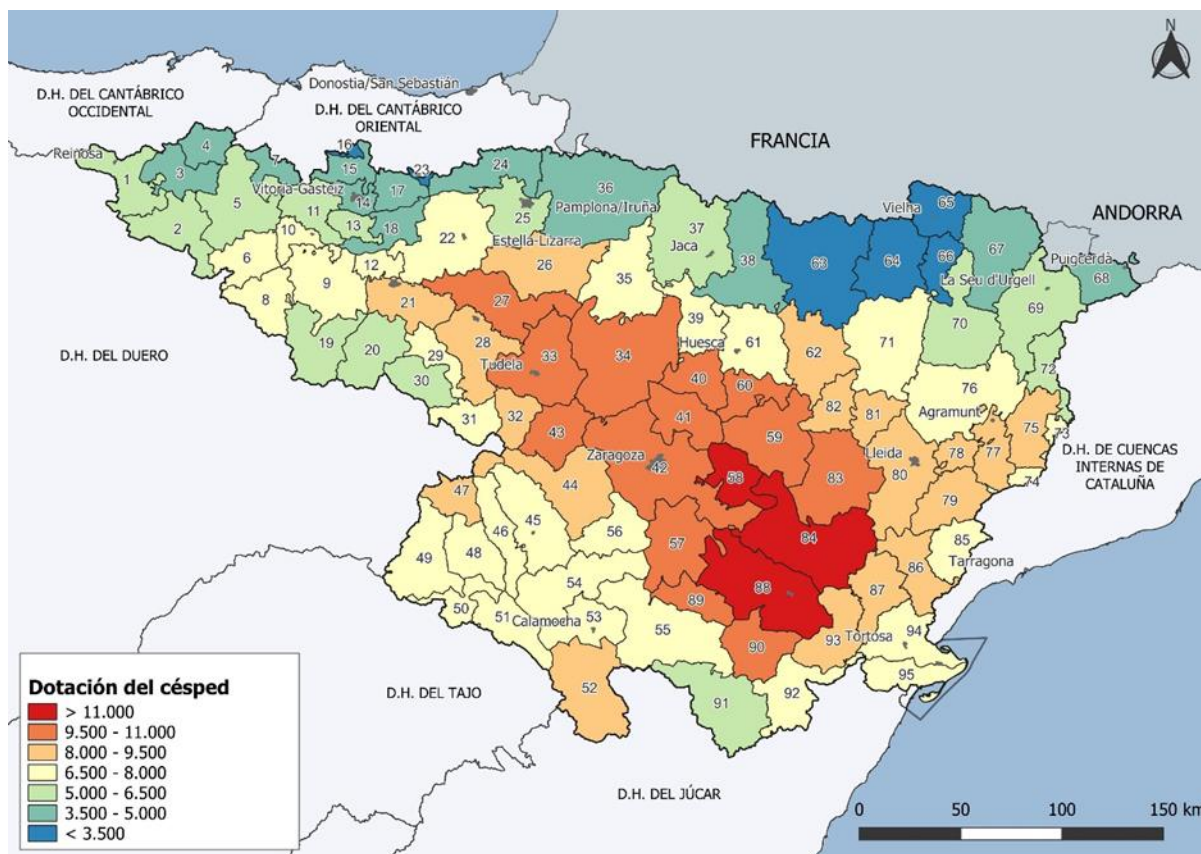 N
Donostia/San Sebastián
D.H. DEL CANTÁBRICO
OCCIDENTAL
D.H. DEL CANTÁBRICO
ORIENTAL
FRANCIA
ANDORRA
Reinosa
Vitoria-Gasteiz
Pamplona/Iruña
Estella-Lizarra
Jaca
Vielha
La Seu d'Urgell
Puigcerdà
1
2
3
4
5
6
7
8
9
10
11
12
13
14
15
16
17
18
19
20
21
22
23
24
25
26
27
28
29
30
31
32
33
34
35
36
37
38
39
40
41
42
43
44
45
46
47
48
49
50
51
52
53
54
55
56
57
58
59
60
61
62
63
64
65
66
67
68
69
70
71
72
73
74
75
76
77
78
79
80
81
82
83
84
85
86
87
88
89
90
91
92
93
94
95
D.H. DEL DUERO
Tudela
Huesca
Zaragoza
Agramunt
Lleida
D.H. DE CUENCAS
INTERNAS DE
CATALUÑA
Tarragona
Calamocha
Tortosa
D.H. DEL TAJO
D.H. DEL JÚCAR
Dotación del césped
> 11.000
9.500 - 11.000
8.000 - 9.500
6.500 - 8.000
5.000 - 6.500
3.500 - 5.000
< 3.500
0 50 100 150 km